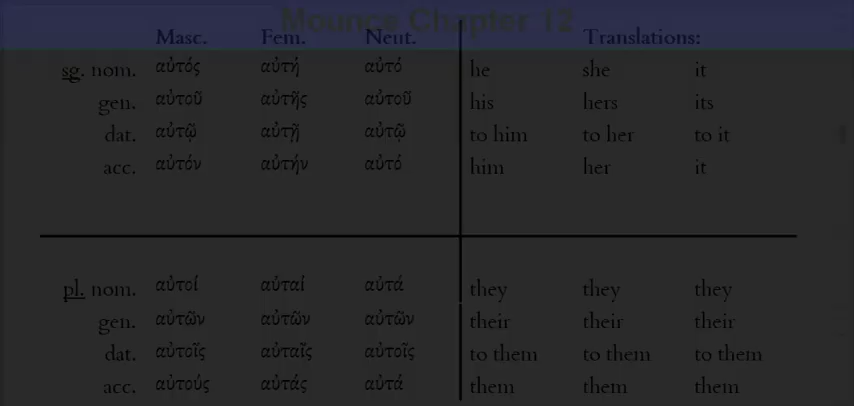 Mounce Chapter 12
Masc. Fem. Neut. Translations:
sg. nom. αὐτός αὐτή αὐτό he she it
gen. αὐτοῦ αὐτῆς αὐτοῦ his hers its
dat. αὐτῷ αὐτῇ αὐτῷ to him to her to it
acc. αὐτόν αὐτήν αὐτό him her it
pl. nom. αὐτοί αὐταί αὐτά they they they
gen. αὐτῶν αὐτῶν αὐτῶν their their their
dat. αὐτοῖς αὐταῖς αὐτοῖς to them to them to them
acc. αὐτούς αὐτάς αὐτά them them them